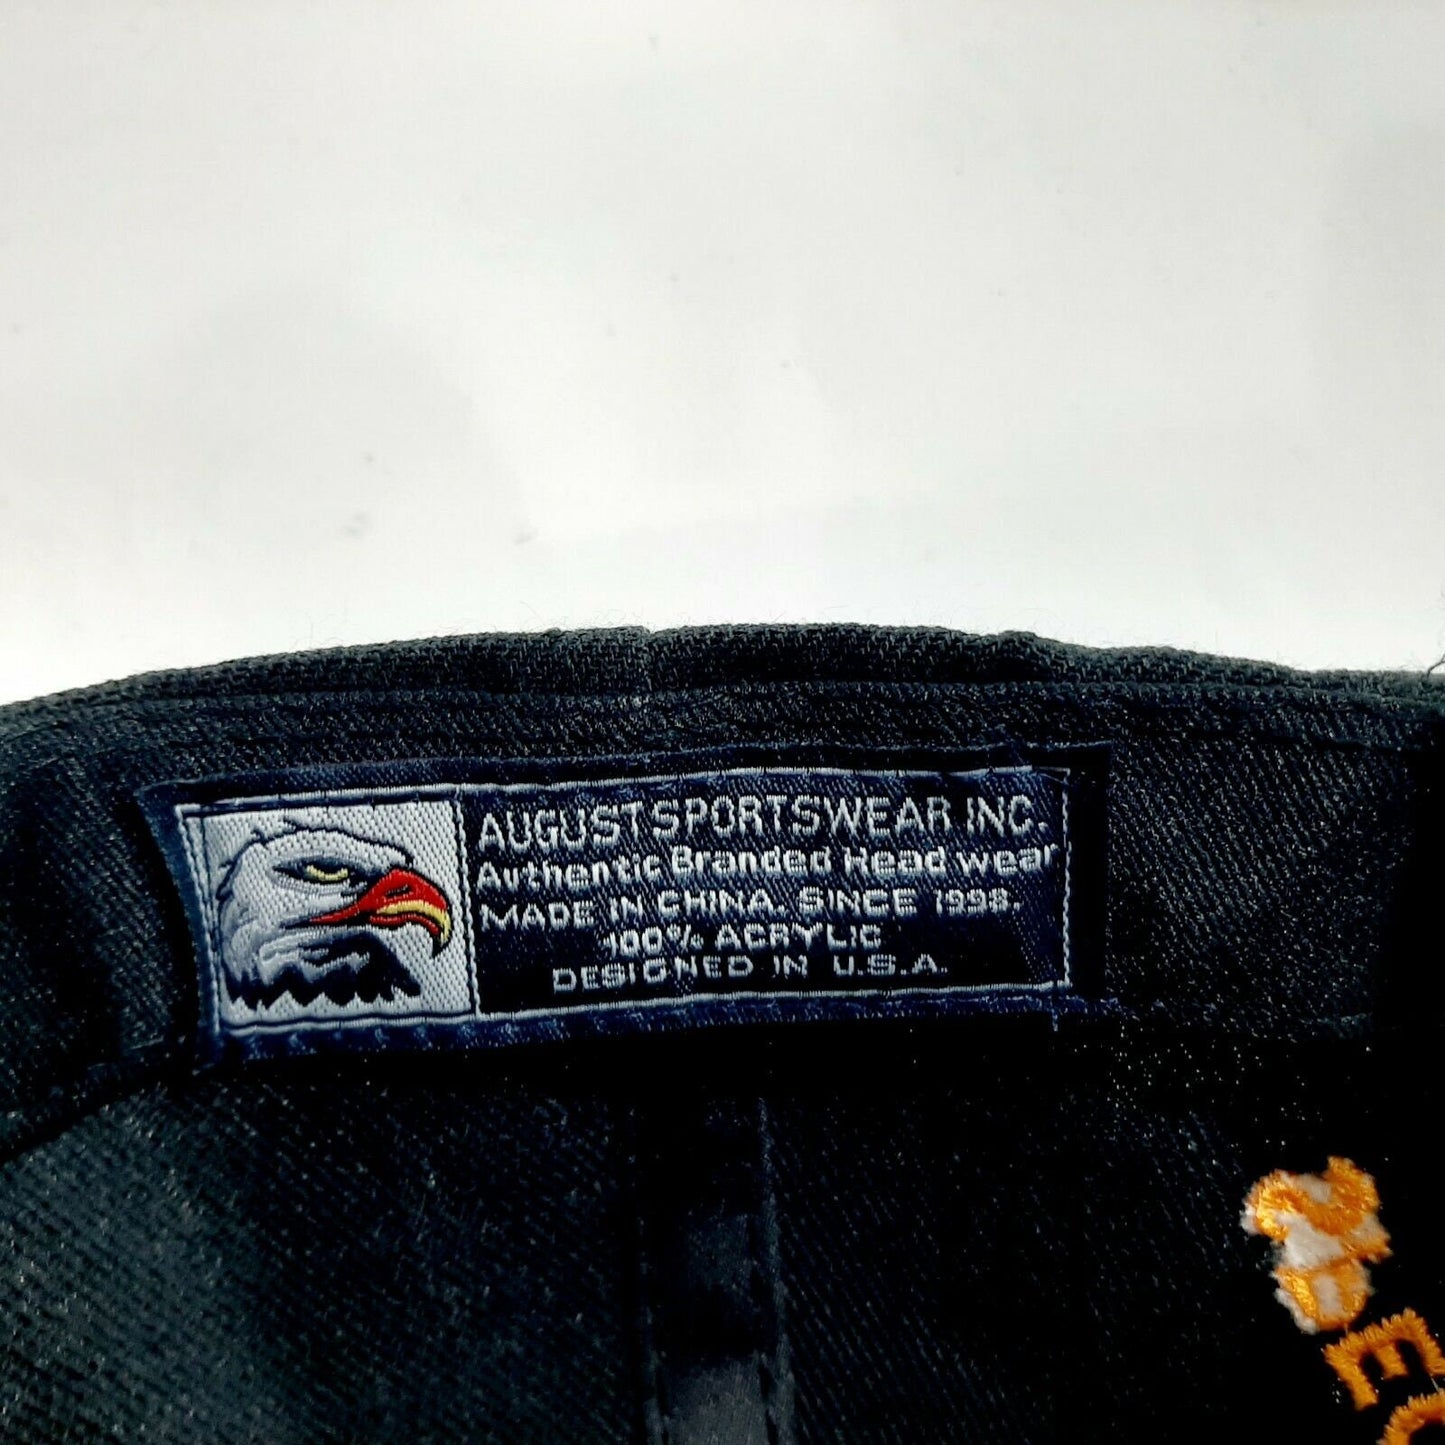 AUGUST SPORTSWEAR INC.
Authentic Branded Head wear
MADE IN CHINA. SINCE 1998.
100% ACRYLIC
DESIGNED IN U.S.A.